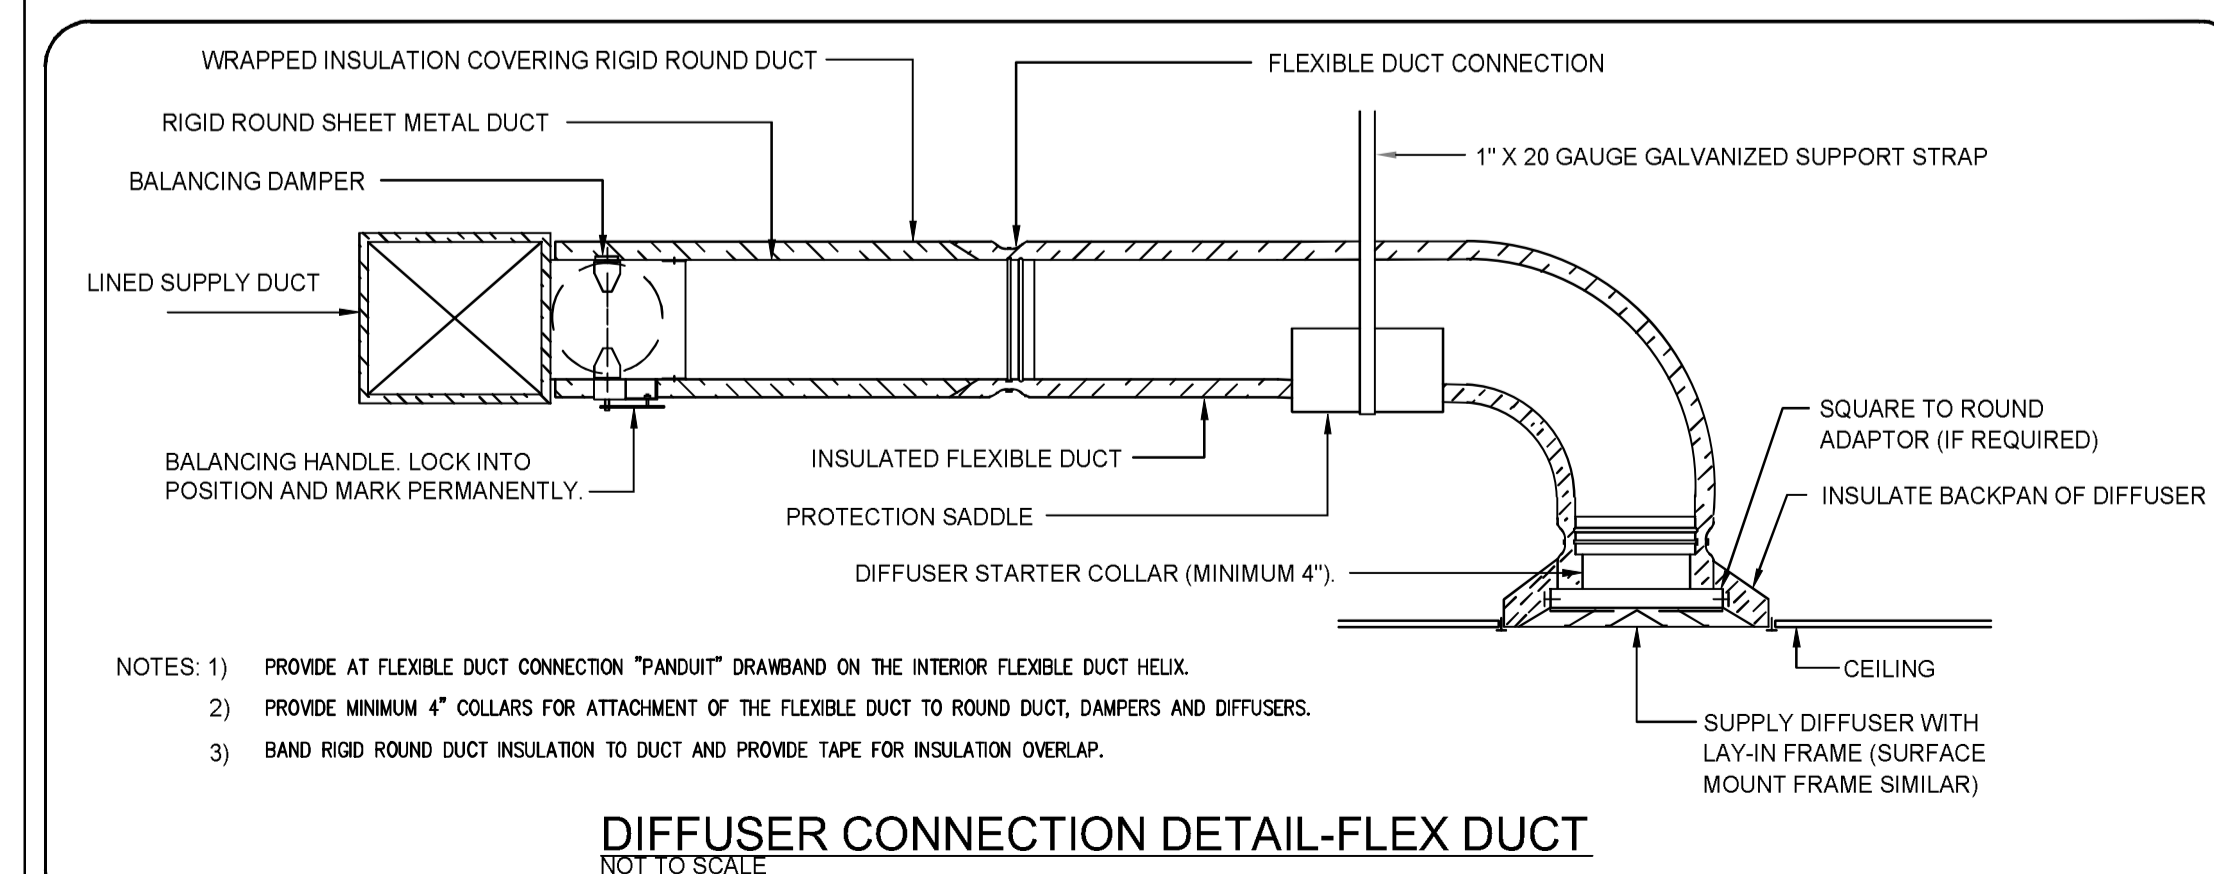 WRAPPED INSULATION COVERING RIGID ROUND DUCT
FLEXIBLE DUCT CONNECTION
RIGID ROUND SHEET METAL DUCT
1" X 20 GAUGE GALVANIZED SUPPORT STRAP
BALANCING DAMPER
LINED SUPPLY DUCT
SQUARE TO ROUND
ADAPTOR (IF REQUIRED)
BALANCING HANDLE. LOCK INTO
POSITION AND MARK PERMANENTLY.
INSULATED FLEXIBLE DUCT
INSULATE BACKPAN OF DIFFUSER
PROTECTION SADDLE
DIFFUSER STARTER COLLAR (MINIMUM 4").
NOTES: 1) PROVIDE AT FLEXIBLE DUCT CONNECTION "PANDUIT" DRAWBAND ON THE INTERIOR FLEXIBLE DUCT HELIX.
2) PROVIDE MINIMUM 4" COLLARS FOR ATTACHMENT OF THE FLEXIBLE DUCT TO ROUND DUCT, DAMPERS AND DIFFUSERS.
3) BAND RIGID ROUND DUCT INSULATION TO DUCT AND PROVIDE TAPE FOR INSULATION OVERLAP.
CEILING
SUPPLY DIFFUSER WITH
LAY-IN FRAME (SURFACE
MOUNT FRAME SIMILAR)
DIFFUSER CONNECTION DETAIL-FLEX DUCT
NOT TO SCALE